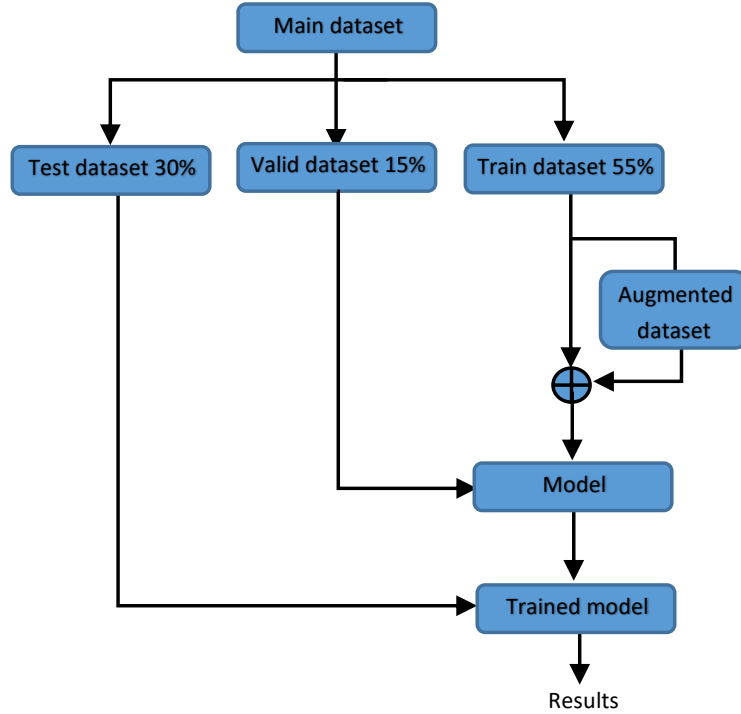 Main dataset
Test dataset 30%
Valid dataset 15%
Train dataset 55%
Augmented
dataset
Model
Trained model
Results